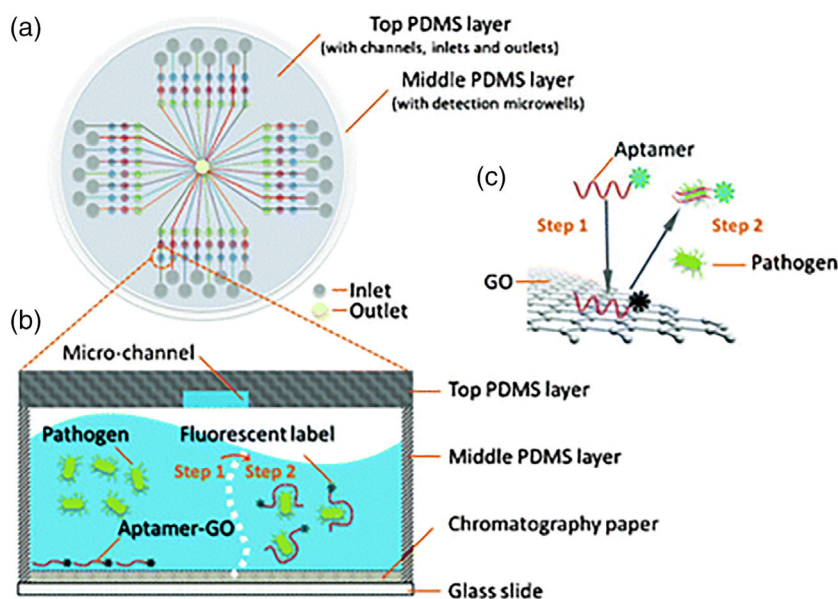 (a)
Top PDMS layer
(with channels, inlets and outlets)
Middle PDMS layer
(with detection microwells)
Inlet
Outlet
(c)
Aptamer
Step 1
Step 2
Pathogen
GO
(b)
Micro-channel
Top PDMS layer
Pathogen
Fluorescent label
Step 1
Step 2
Middle PDMS layer
Aptamer-GO
Chromatography paper
Glass slide